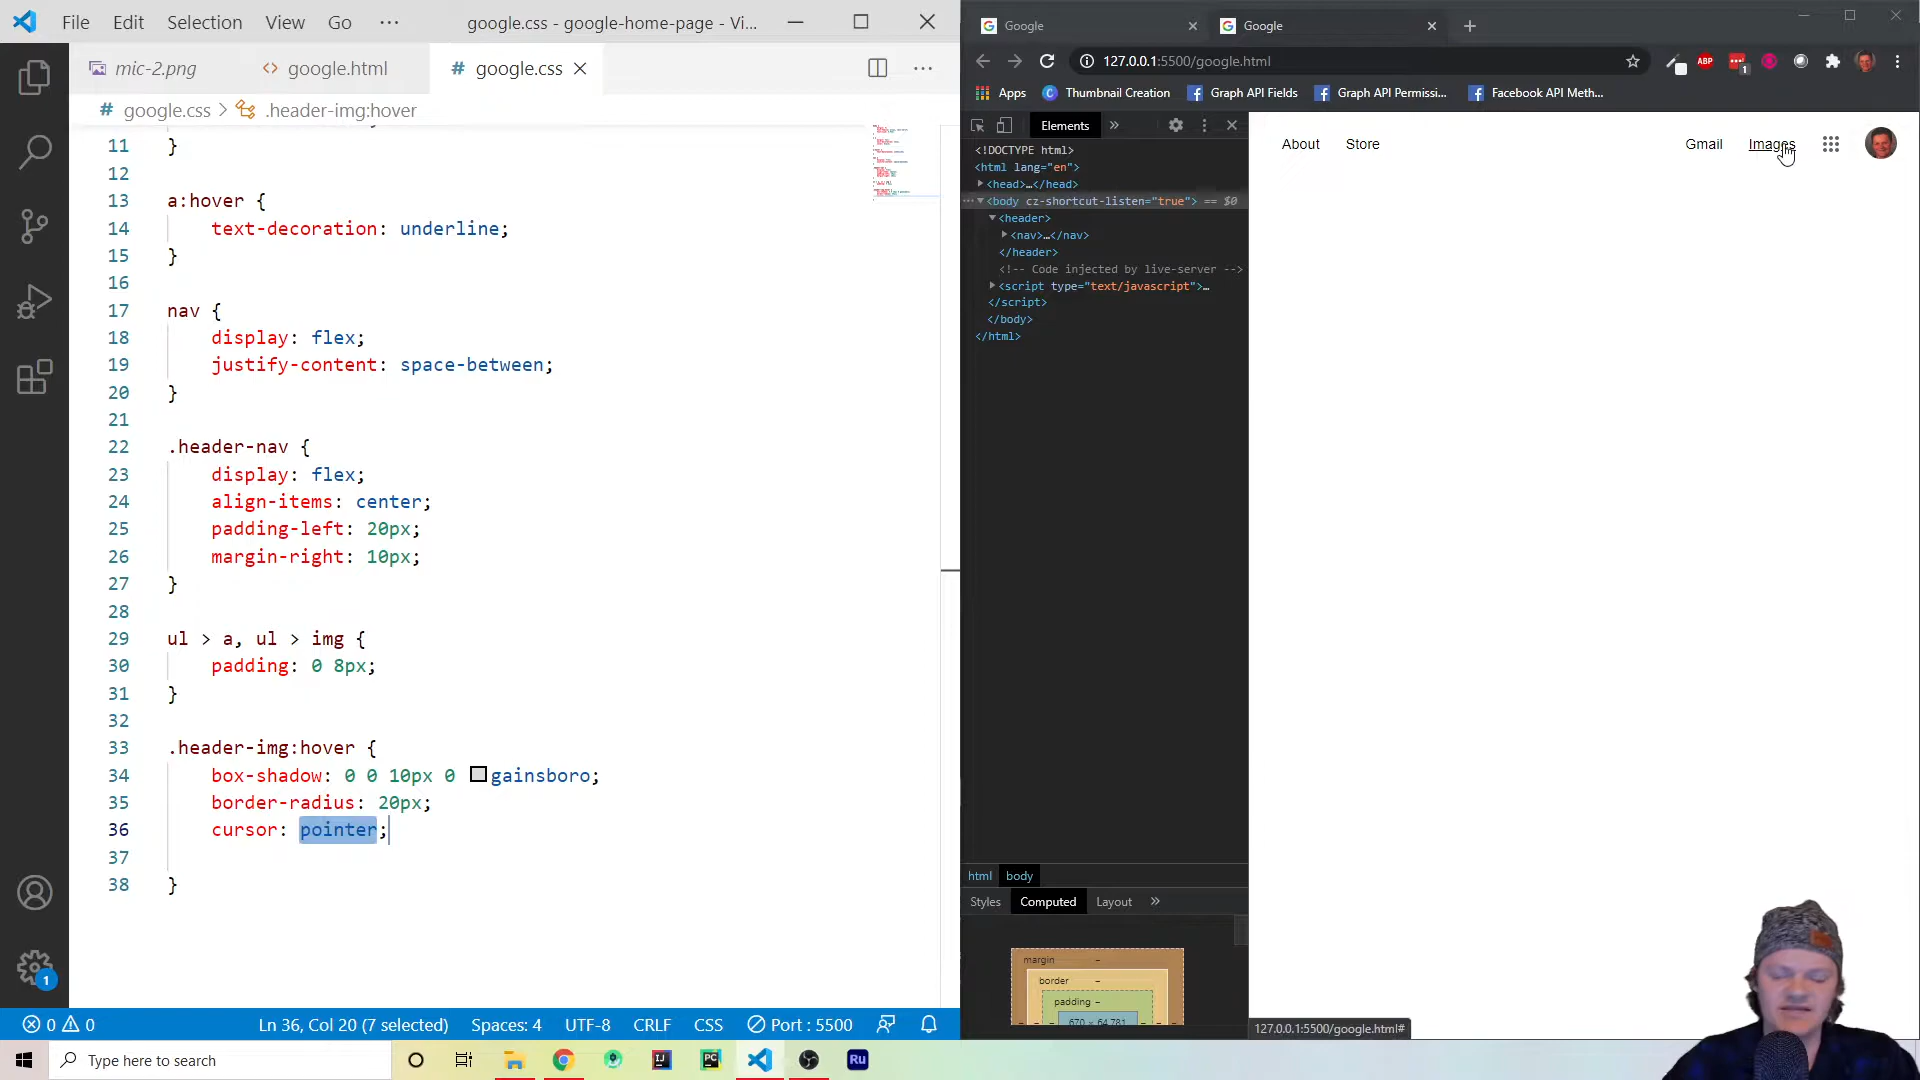 File Edit Selection View Go ··· google.css - google-home-page - Vi...
mic-2.png <> google.html # google.css
# google.css > .header-img:hover
11 }
12
13 a:hover {
14 text-decoration: underline;
15 }
16
17 nav {
18 display: flex;
19 justify-content: space-between;
20 }
21
22 .header-nav {
23 display: flex;
24 align-items: center;
25 padding-left: 20px;
26 margin-right: 10px;
27 }
28
29 ul > a, ul > img {
30 padding: 0 8px;
31 }
32
33 .header-img:hover {
34 box-shadow: 0 0 10px 0 gainsboro;
35 border-radius: 20px;
36 cursor: pointer;
37
38 }
1
0 0 Ln 36, Col 20 (7 selected) Spaces: 4 UTF-8 CRLF CSS Port : 5500
Google Google
127.0.0.1:5500/google.html ABP 1
Apps Thumbnail Creation Graph API Fields Graph API Permissi... Facebook API Meth...
Elements »
<!DOCTYPE html>
<html lang="en">
<head>…</head>
···<body cz-shortcut-listen="true"> == $0
<header>
<nav>…</nav>
</header>
<!-- Code injected by live-server -->
<script type="text/javascript">…
</script>
</body>
</html>
html body
Styles Computed Layout »
margin –
border –
padding –
670 × 64.781
About Store Gmail Images
127.0.0.1:5500/google.html#
Type here to search IJ PC Ru